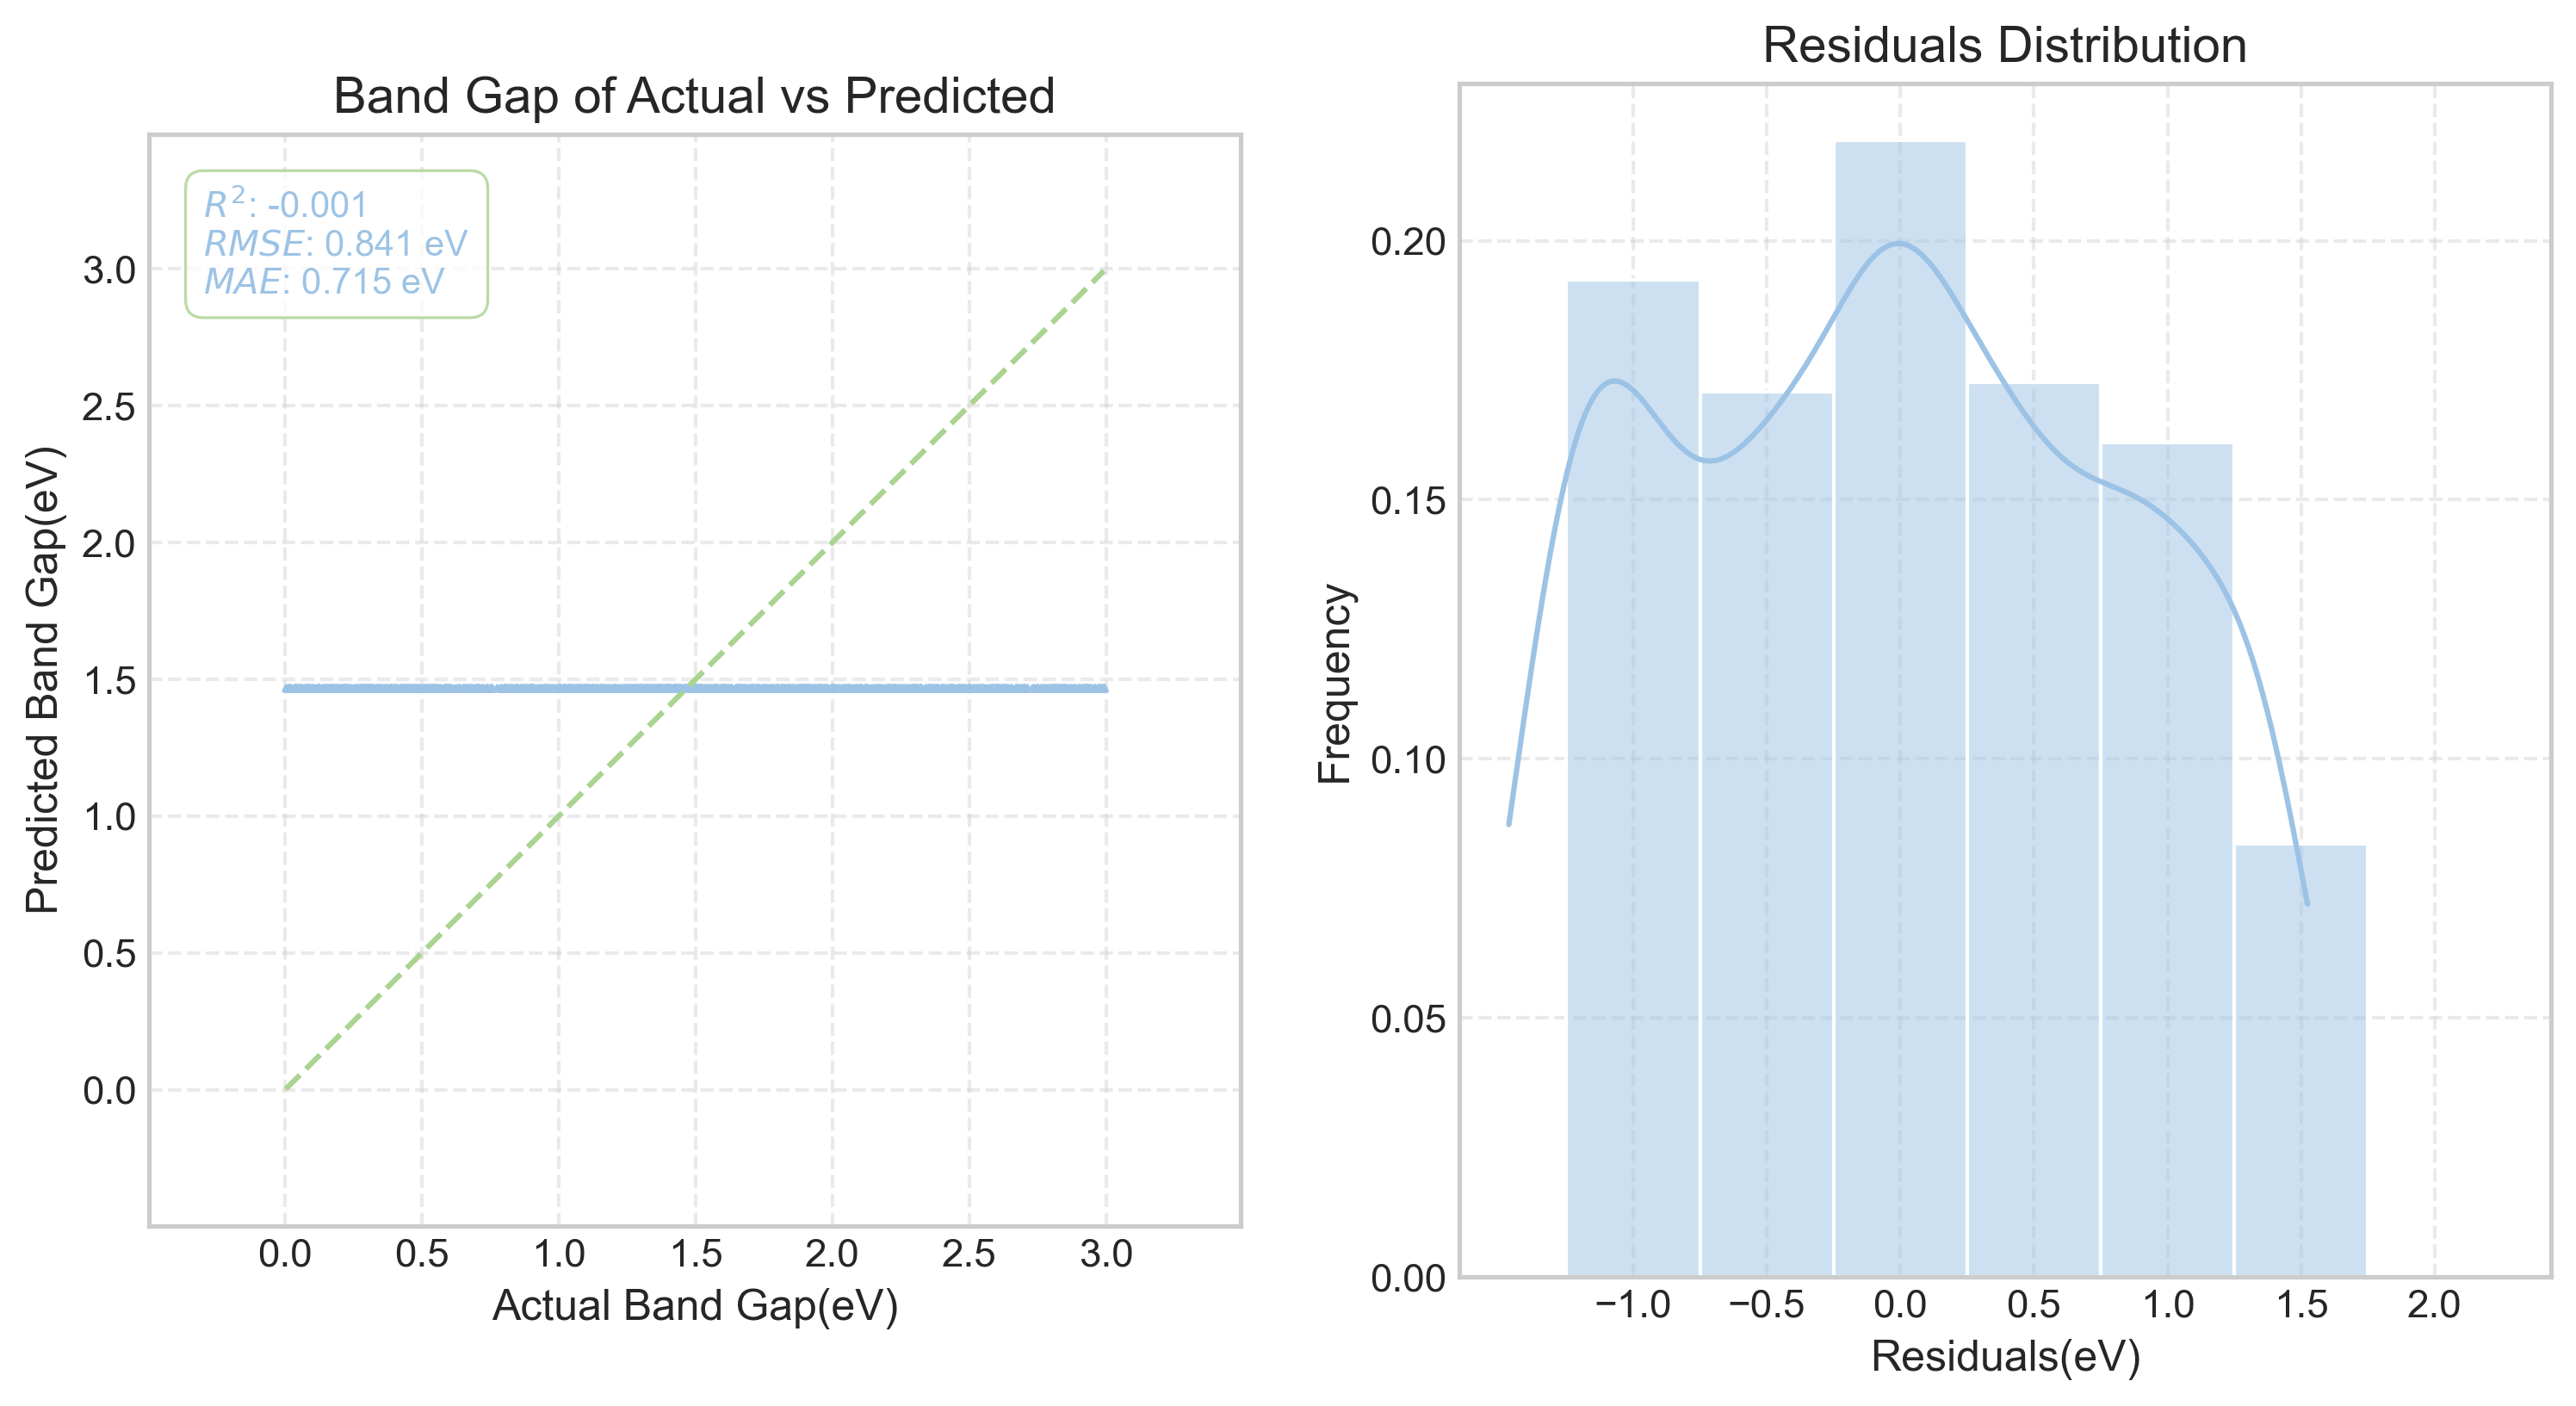 Band Gap of Actual vs Predicted
R²: -0.001
RMSE: 0.841 eV
MAE: 0.715 eV
Predicted Band Gap(eV)
3.0
2.5
2.0
1.5
1.0
0.5
0.0
0.0 0.5 1.0 1.5 2.0 2.5 3.0
Actual Band Gap(eV)
Residuals Distribution
Frequency
0.20
0.15
0.10
0.05
0.00
−1.0 −0.5 0.0 0.5 1.0 1.5 2.0
Residuals(eV)